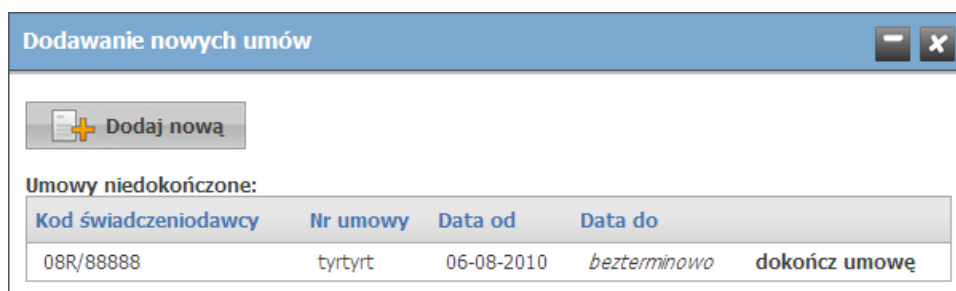 Dodawanie nowych umów
Dodaj nową
Umowy niedokończone:
Kod świadczeniodawcy Nr umowy Data od Data do
08R/88888 tyrtyrt 06-08-2010 bezterminowo dokończ umowę